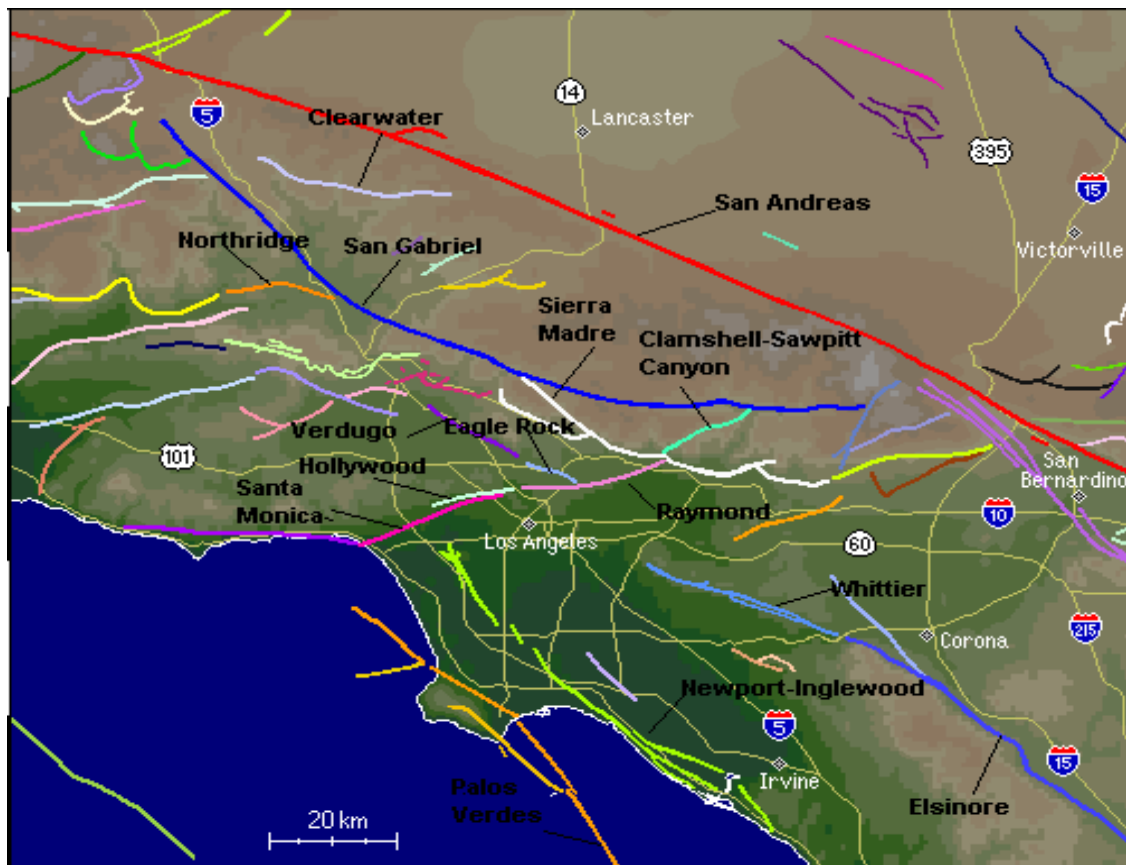 14
Lancaster
5
Clearwater
395
15
San Andreas
Northridge
San Gabriel
Victorville
Sierra
Madre
Clamshell-Sawpitt
Canyon
Verdugo
Eagle Rock
101
Hollywood
Santa
Monica
San
Bernardino
Raymond
10
Los Angeles
60
Whittier
215
Corona
Newport-Inglewood
5
15
Irvine
Palos
Verdes
Elsinore
20 km